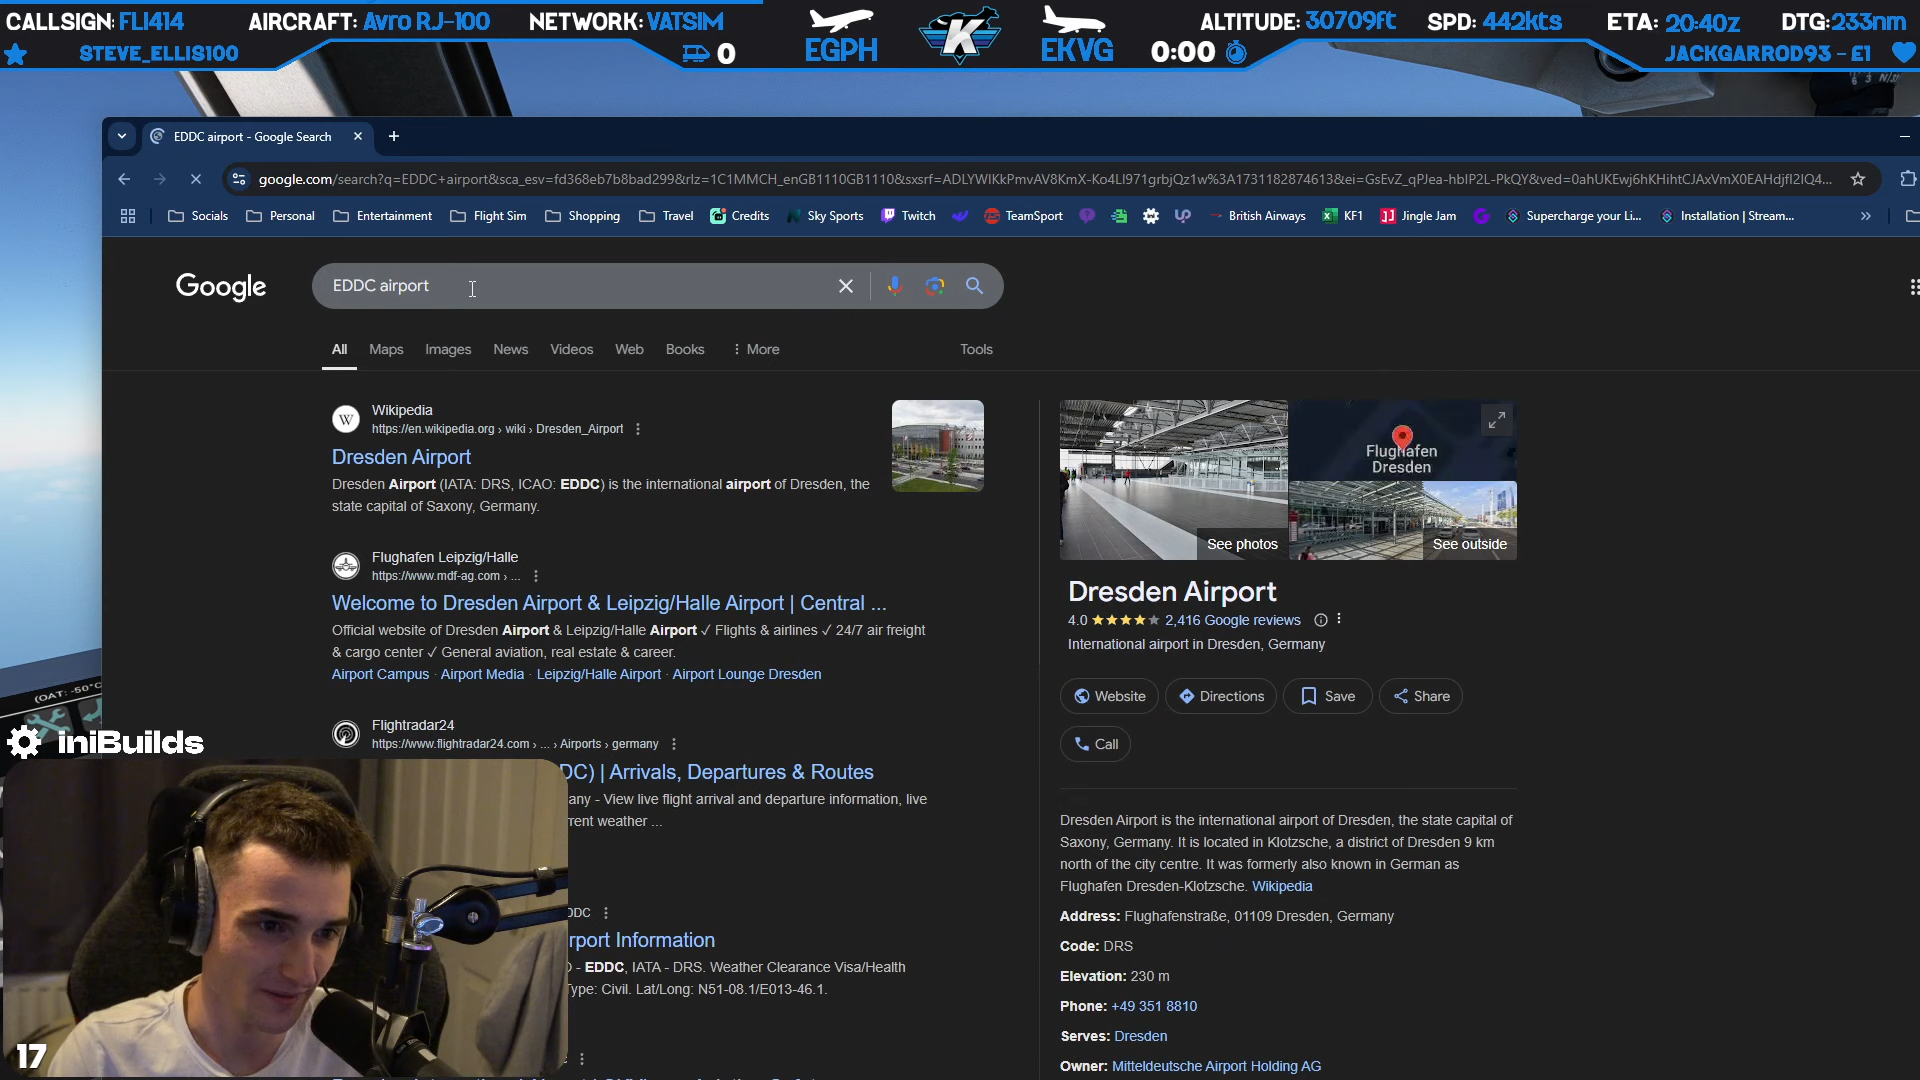 CALLSIGN: FLI414
AIRCRAFT: Avro RJ-100
NETWORK: VATSIM
EGPH
K
EKVG
ALTITUDE: 30709ft
SPD: 442kts
ETA: 20:40z
DTG:233nm
STEVE_ELLIS100
0
0:00
JACKGARROD93 - £1
EDDC airport - Google Search
google.com/search?q=EDDC+airport&sca_esv=fd368eb7b8bad299&rlz=1C1MMCH_enGB1110GB1110&sxsrf=ADLYWIKkPmvAV8KmX-Ko4LI971grbjQz1w%3A1731182874613&ei=GsEvZ_qPJea-hbIP2L-PkQY&ved=0ahUKEwj6hKHihtCJAxVmX0EAHdjfI2IQ4...
Socials
Personal
Entertainment
Flight Sim
Shopping
Travel
Credits
Sky Sports
Twitch
TeamSport
British Airways
KF1
Jingle Jam
Supercharge your Li...
Installation | Stream...
Google
EDDC airport
All
Maps
Images
News
Videos
Web
Books
More
Tools
Wikipedia
https://en.wikipedia.org › wiki › Dresden_Airport
Dresden Airport
Dresden Airport (IATA: DRS, ICAO: EDDC) is the international airport of Dresden, the
state capital of Saxony, Germany.
Flughafen Leipzig/Halle
https://www.mdf-ag.com › ...
Welcome to Dresden Airport & Leipzig/Halle Airport | Central ...
Official website of Dresden Airport & Leipzig/Halle Airport ✓ Flights & airlines ✓ 24/7 air freight
& cargo center ✓ General aviation, real estate & career.
Airport Campus · Airport Media · Leipzig/Halle Airport · Airport Lounge Dresden
Flightradar24
https://www.flightradar24.com › ... › Airports › germany
DC) | Arrivals, Departures & Routes
any - View live flight arrival and departure information, live
rrent weather ...
DDC
rport Information
- EDDC, IATA - DRS. Weather Clearance Visa/Health
Type: Civil. Lat/Long: N51-08.1/E013-46.1.
Flughafen
Dresden
See photos
See outside
Dresden Airport
4.0 2,416 Google reviews
International airport in Dresden, Germany
Website
Directions
Save
Share
Call
Dresden Airport is the international airport of Dresden, the state capital of
Saxony, Germany. It is located in Klotzsche, a district of Dresden 9 km
north of the city centre. It was formerly also known in German as
Flughafen Dresden-Klotzsche. Wikipedia
Address: Flughafenstraße, 01109 Dresden, Germany
Code: DRS
Elevation: 230 m
Phone: +49 351 8810
Serves: Dresden
Owner: Mitteldeutsche Airport Holding AG
(OAT: -50°C
iniBuilds
17